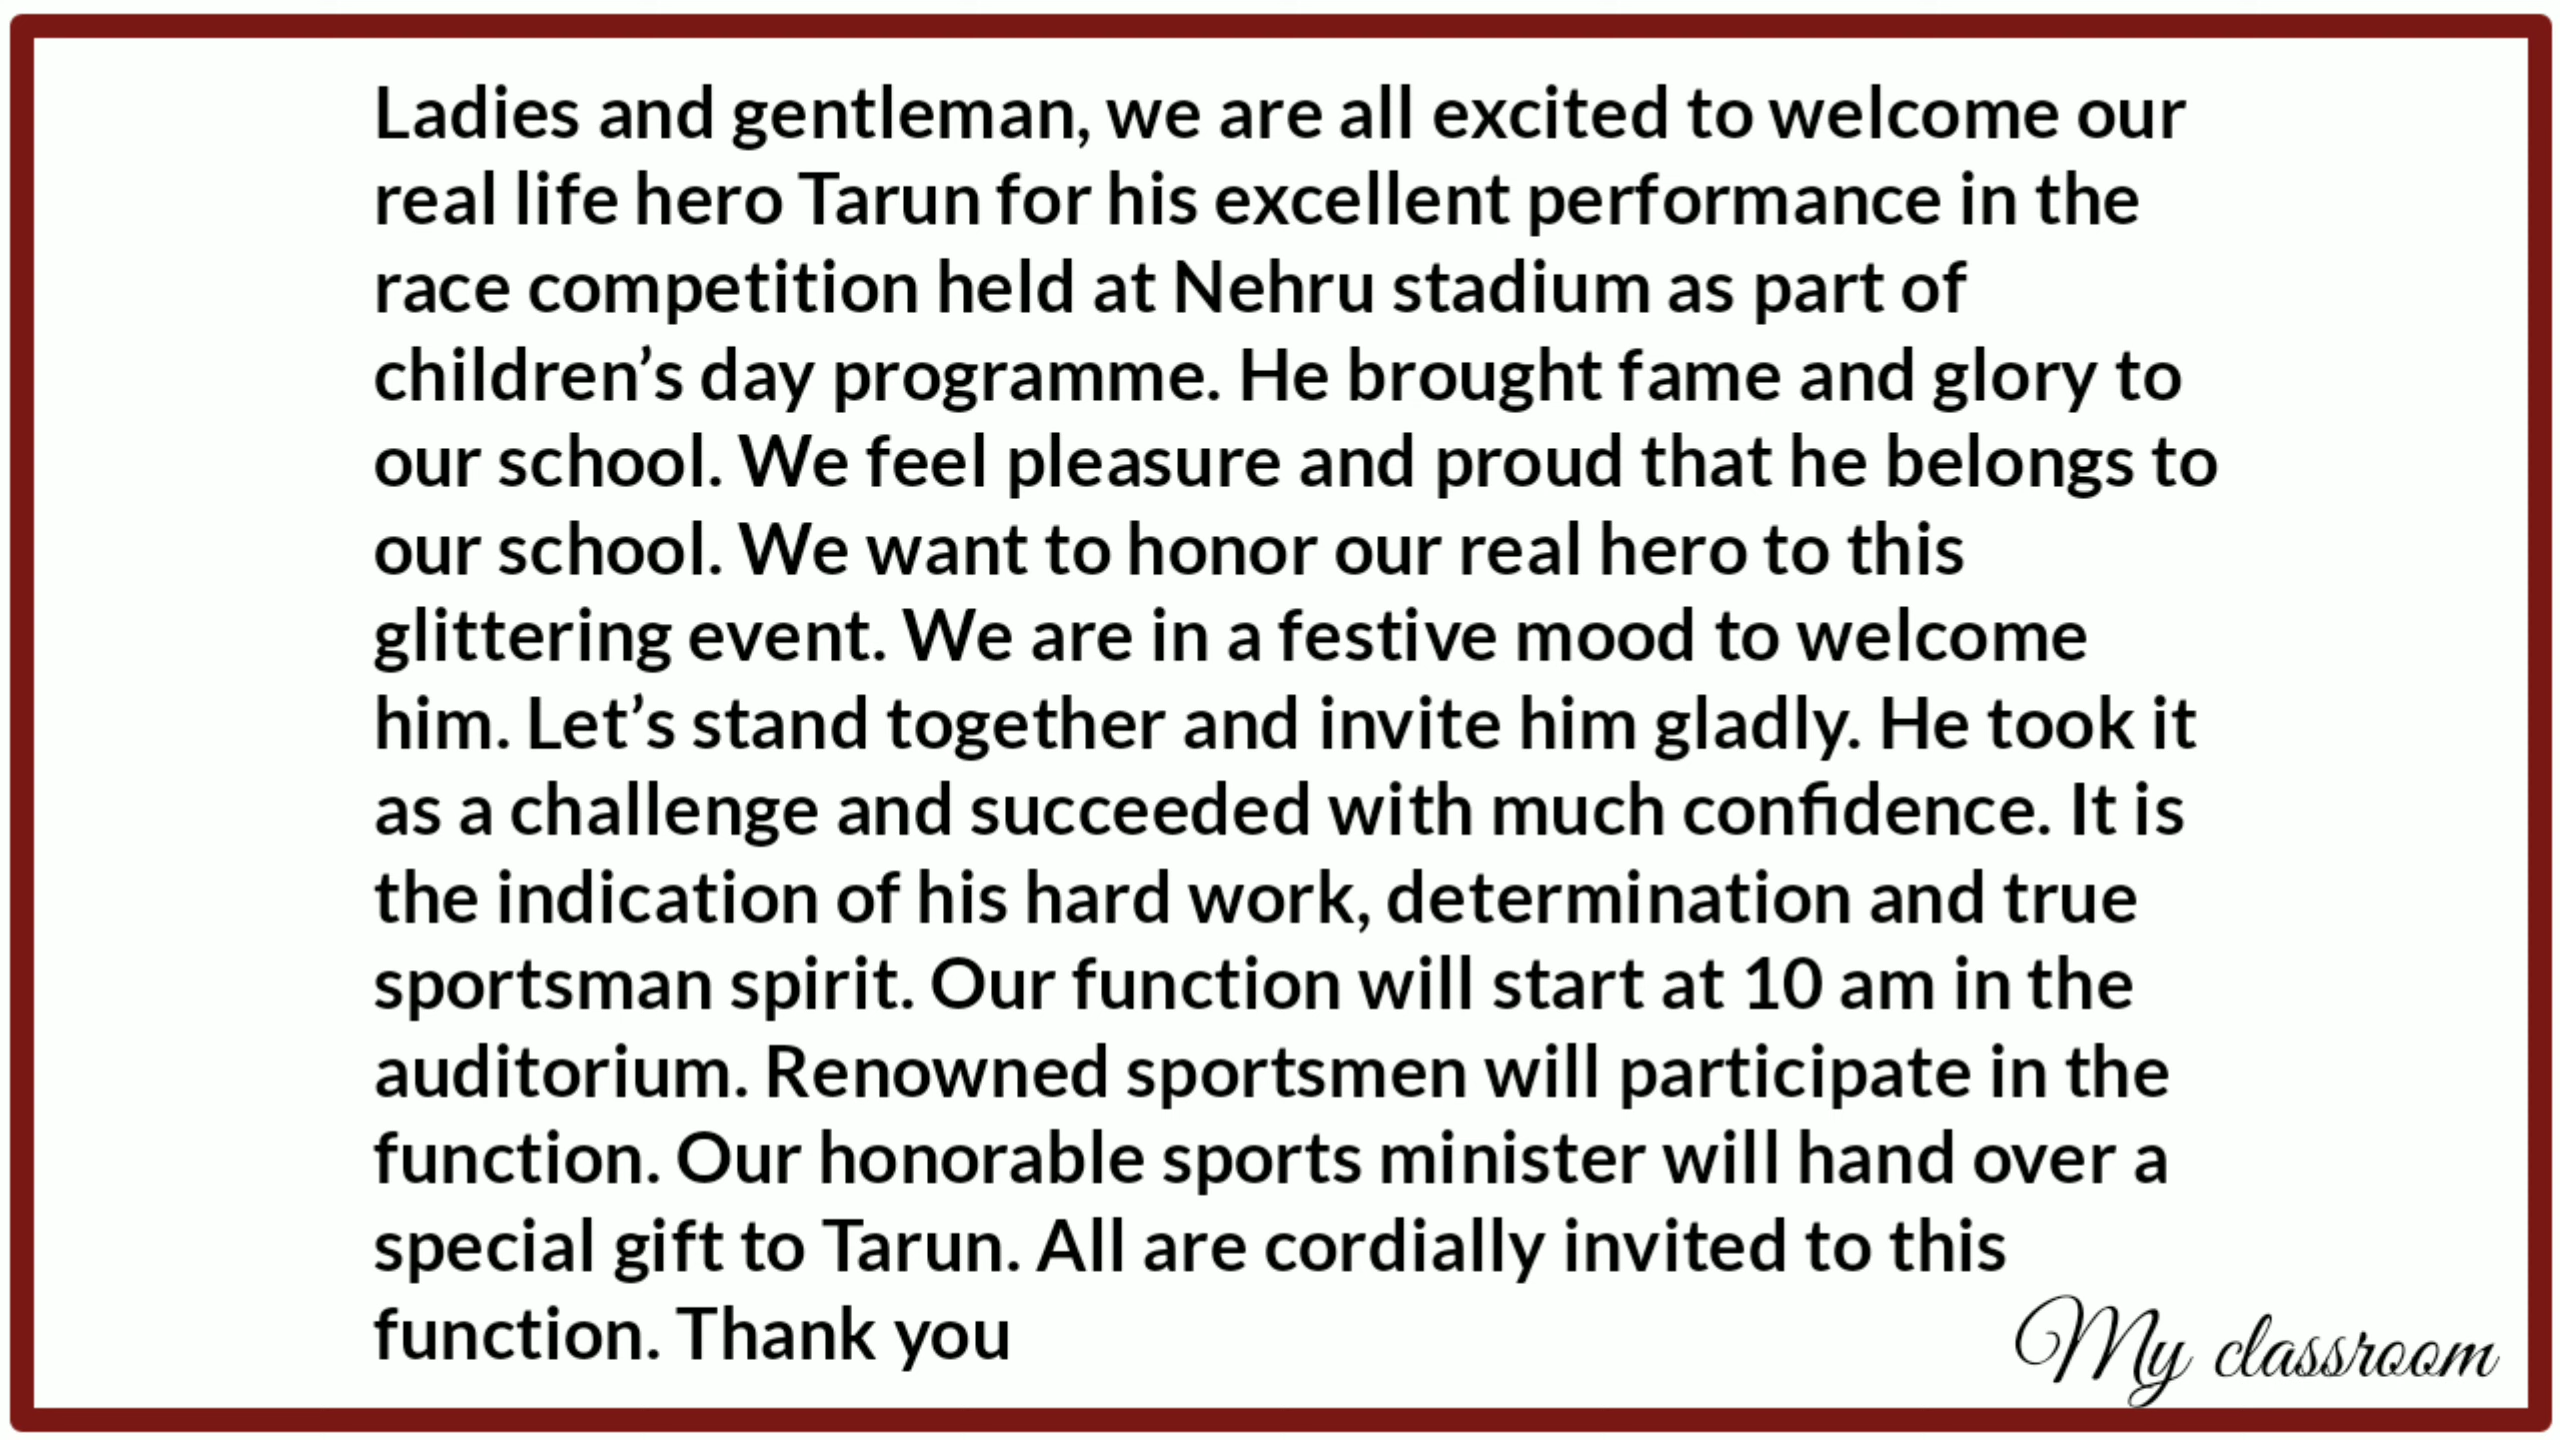 Ladies and gentleman, we are all excited to welcome our
real life hero Tarun for his excellent performance in the
race competition held at Nehru stadium as part of
children’s day programme. He brought fame and glory to
our school. We feel pleasure and proud that he belongs to
our school. We want to honor our real hero to this
glittering event. We are in a festive mood to welcome
him. Let’s stand together and invite him gladly. He took it
as a challenge and succeeded with much confidence. It is
the indication of his hard work, determination and true
sportsman spirit. Our function will start at 10 am in the
auditorium. Renowned sportsmen will participate in the
function. Our honorable sports minister will hand over a
special gift to Tarun. All are cordially invited to this
function. Thank you
My classroom